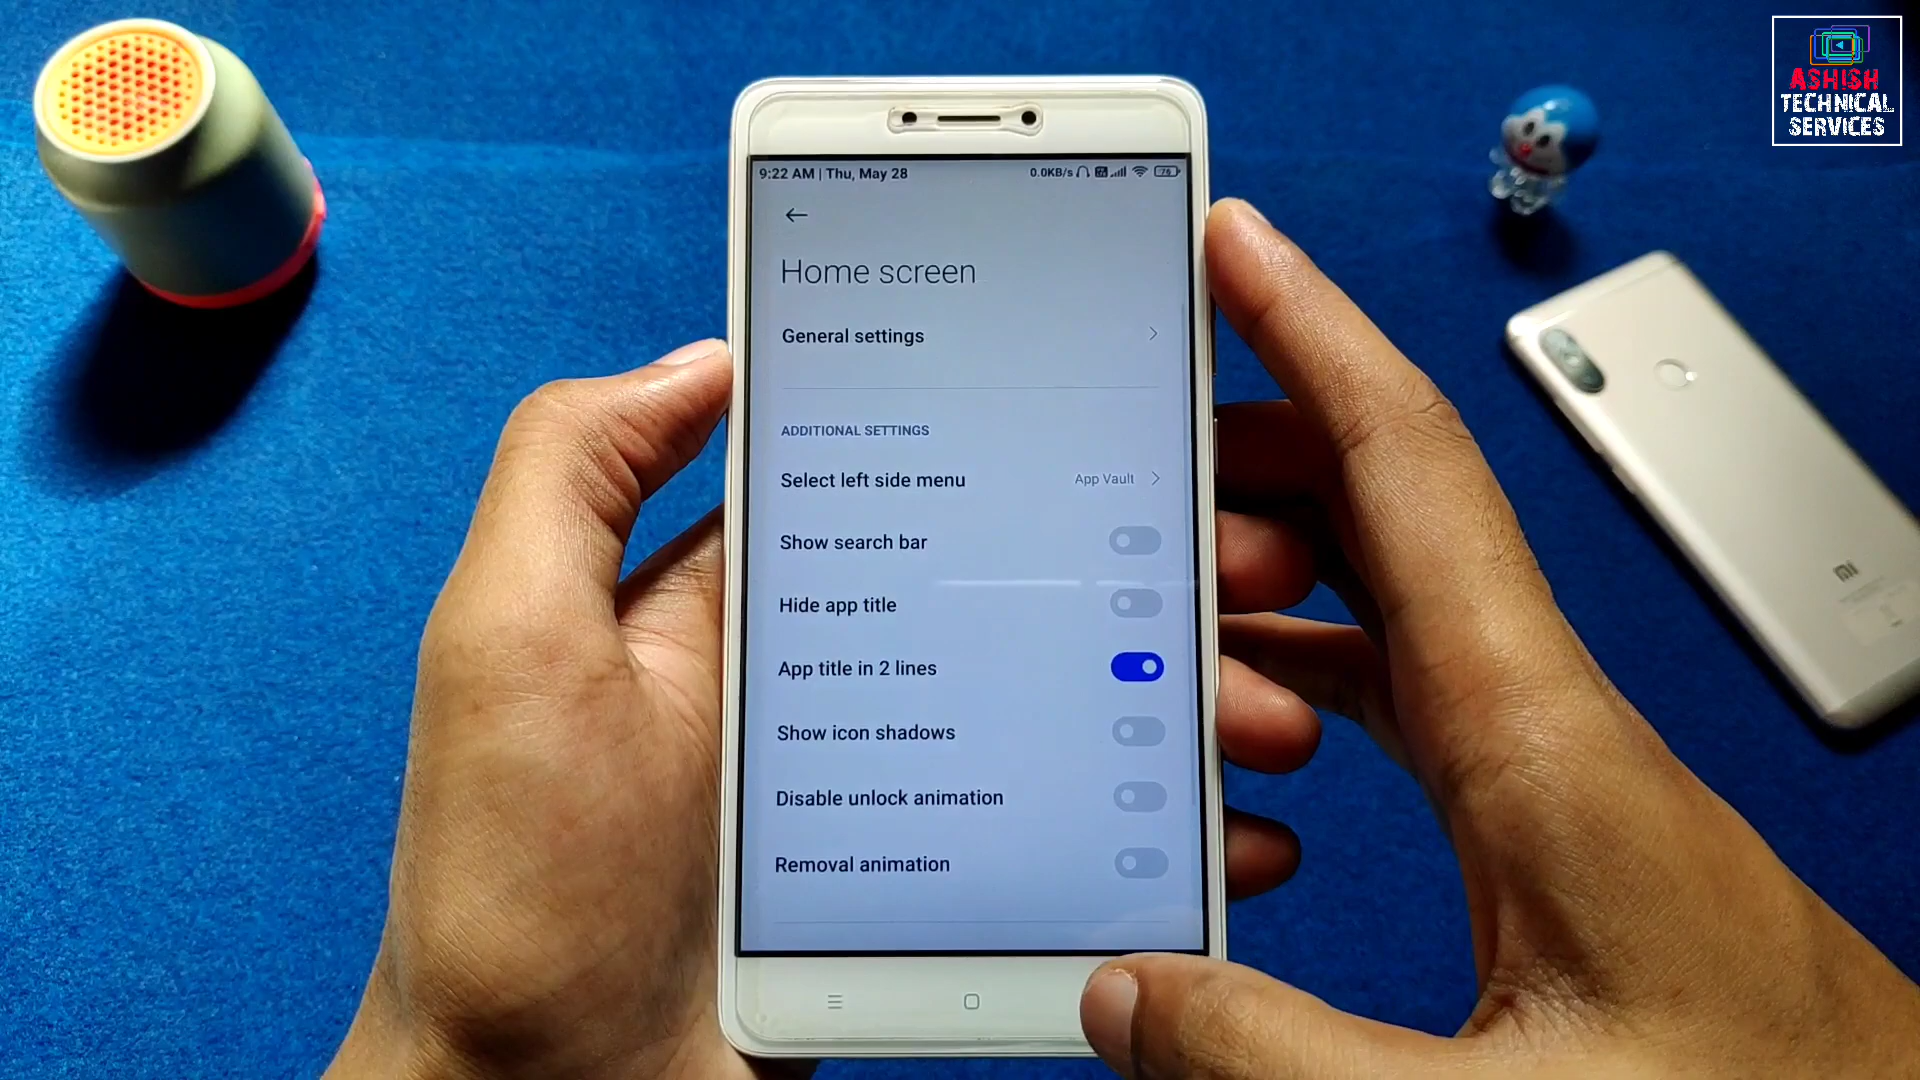 ASHISH
TECHNICAL
SERVICES
9:22 AM | Thu, May 28
0.0KB/s
76
Home screen
General settings
ADDITIONAL SETTINGS
Select left side menu
App Vault
Show search bar
Hide app title
App title in 2 lines
Show icon shadows
Disable unlock animation
Removal animation
mi